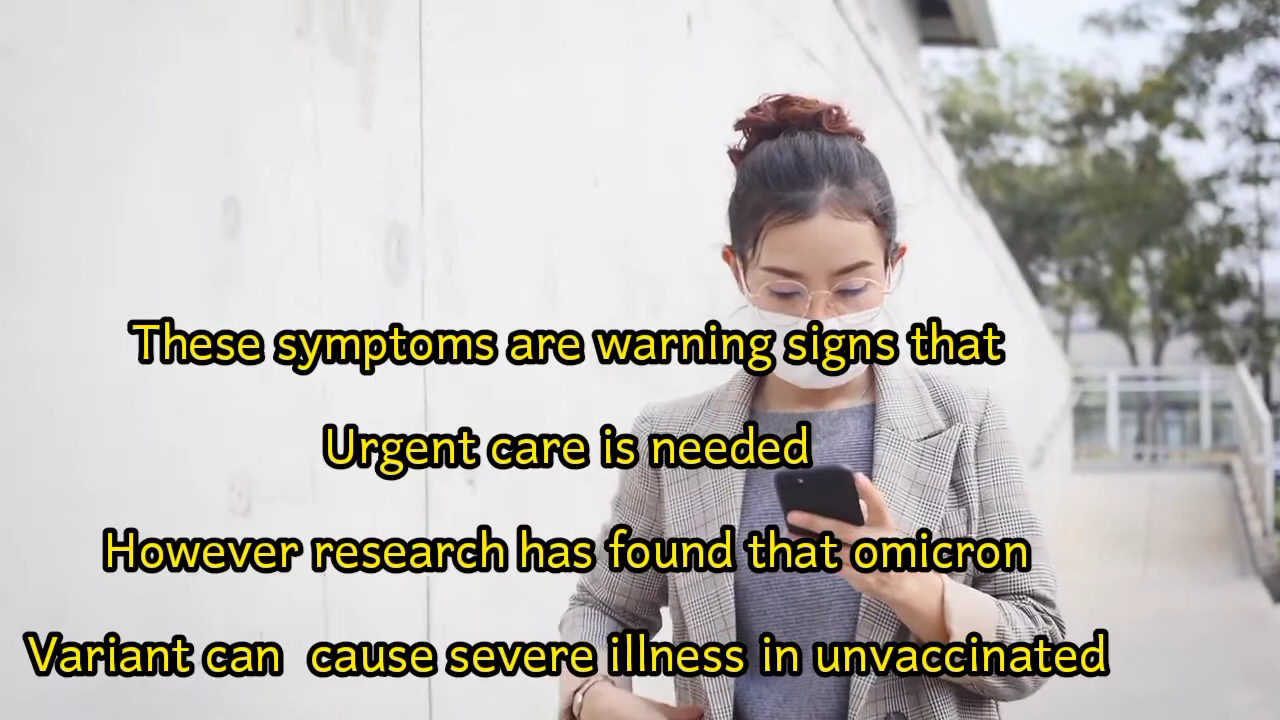 These symptoms are warning signs that
Urgent care is needed
However research has found that omicron
Variant can cause severe illness in unvaccinated